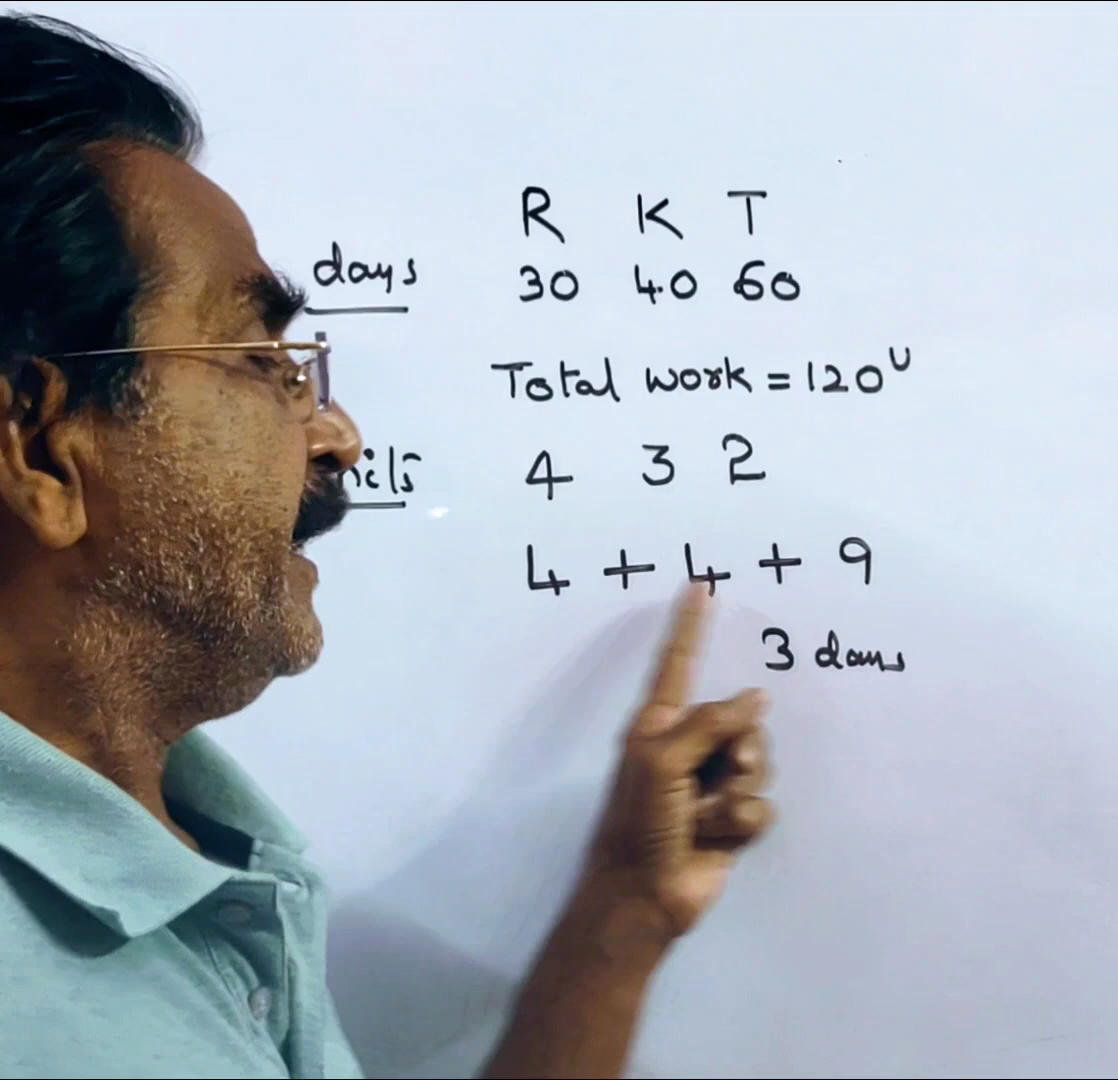 R K T
days 30 40 60
Total work = 120ᵁ
4 3 2
4 + 4 + 9
3 days